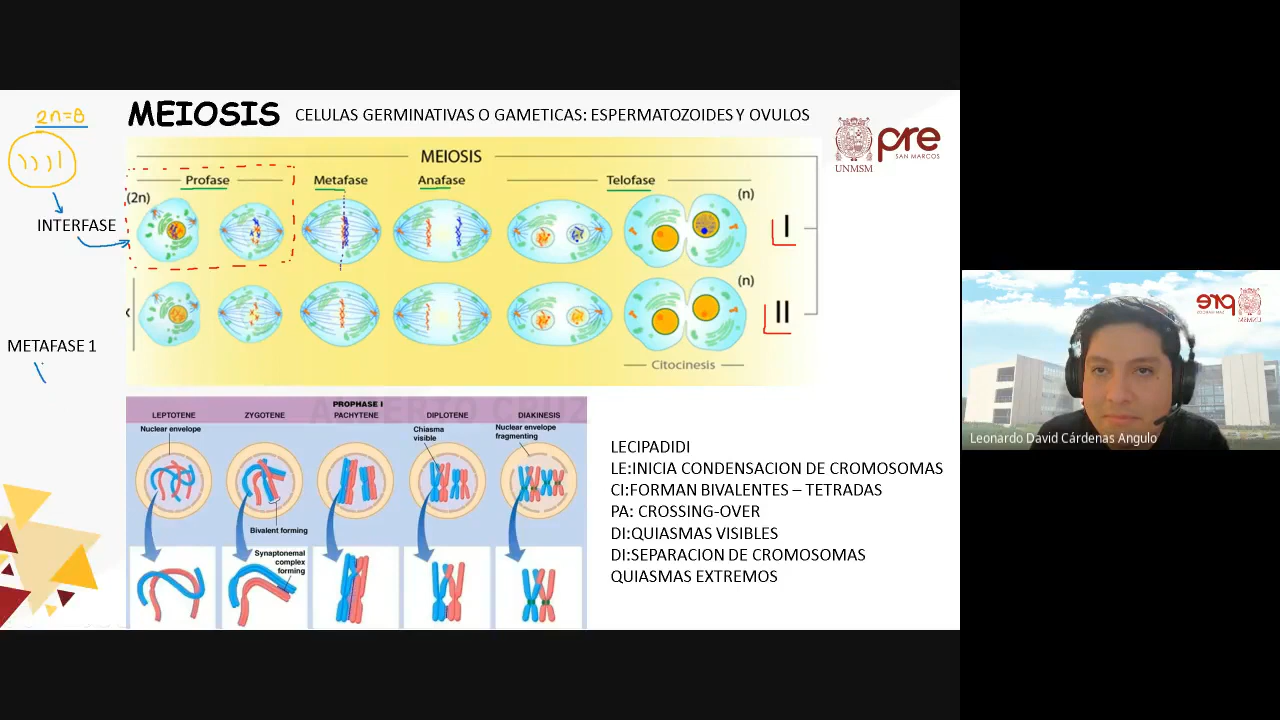 2n=8
MEIOSIS
CELULAS GERMINATIVAS O GAMETICAS: ESPERMATOZOIDES Y OVULOS
UNMSM
pre
SAN MARCOS
MEIOSIS
Profase
Metafase
Anafase
Telofase
(2n)
(n)
I
INTERFASE
(n)
II
METAFASE 1
Citocinesis
PROPHASE I
LEPTOTENE
ZYGOTENE
PACHYTENE
DIPLOTENE
DIAKINESIS
Nuclear envelope
Chiasma
visible
Nuclear envelope
fragmenting
Bivalent forming
Synaptonemal
complex
forming
LECIPADIDI
LE:INICIA CONDENSACION DE CROMOSOMAS
CI:FORMAN BIVALENTES – TETRADAS
PA: CROSSING-OVER
DI:QUIASMAS VISIBLES
DI:SEPARACION DE CROMOSOMAS
QUIASMAS EXTREMOS
pre
Leonardo David Cárdenas Angulo